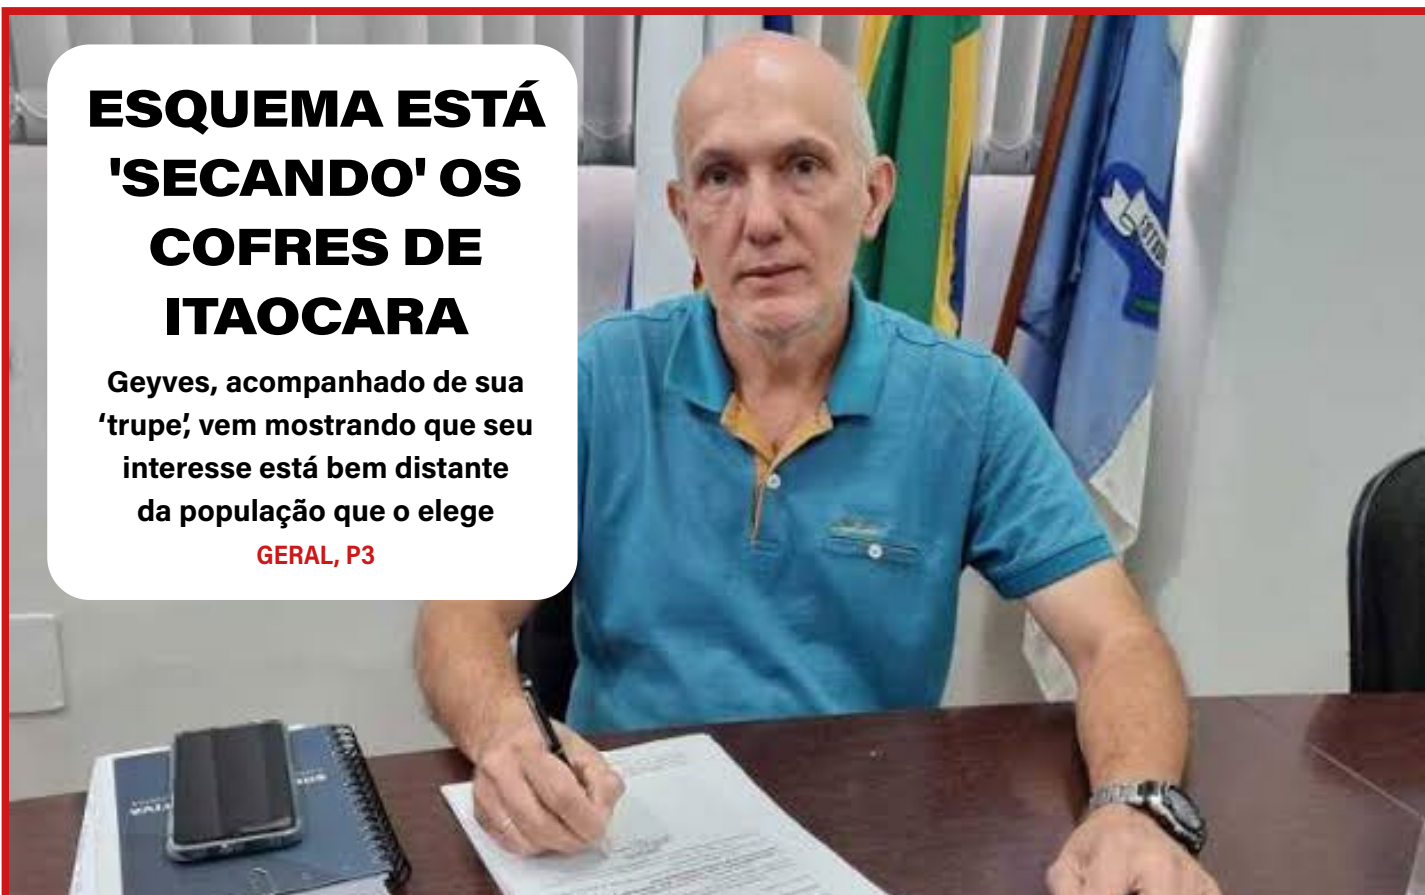 ESQUEMA ESTÁ
'SECANDO' OS
COFRES DE
ITAOCARA
Geyves, acompanhado de sua
‘trupe’, vem mostrando que seu
interesse está bem distante
da população que o elege
GERAL, P3